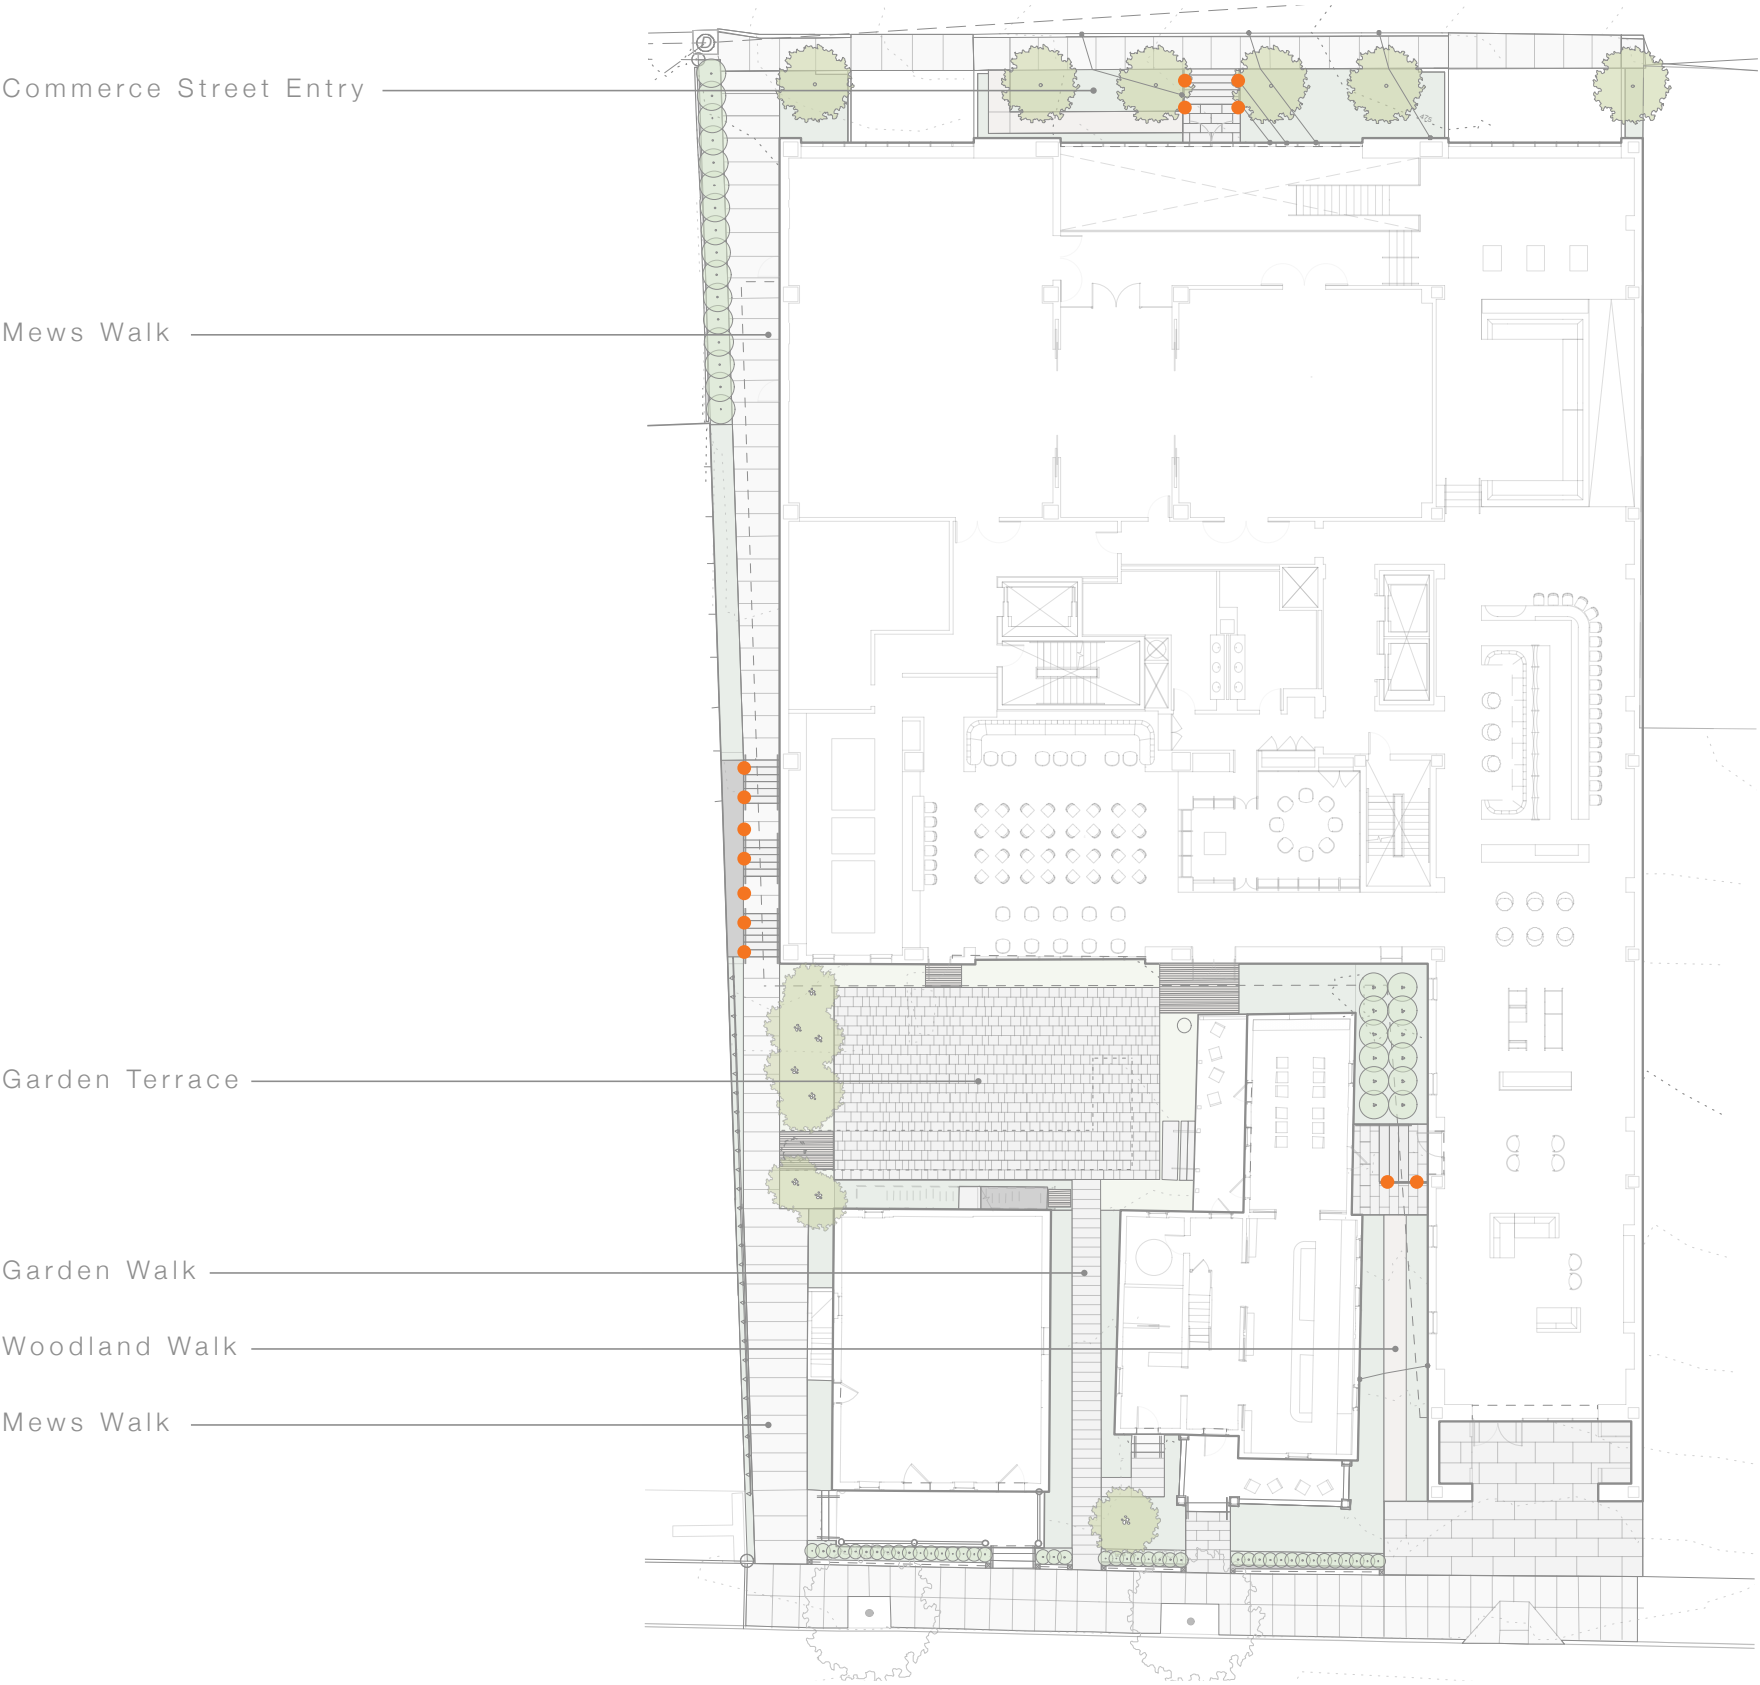 Commerce Street Entry
Mews Walk
Garden Terrace
Garden Walk
Woodland Walk
Mews Walk